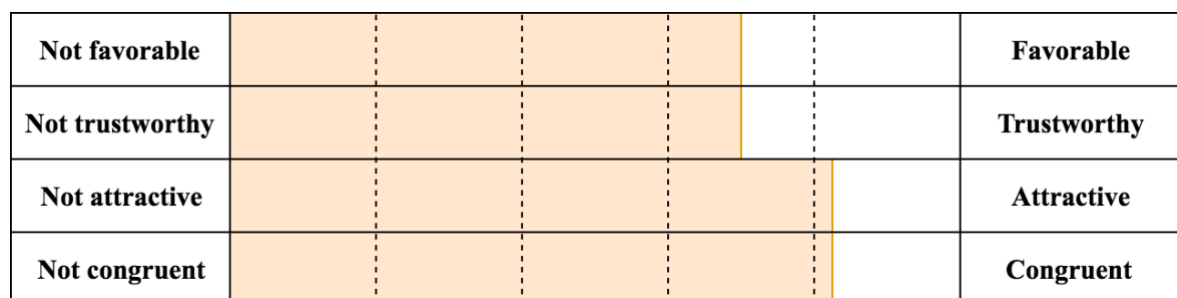 Not favorable Favorable
Not trustworthy Trustworthy
Not attractive Attractive
Not congruent Congruent